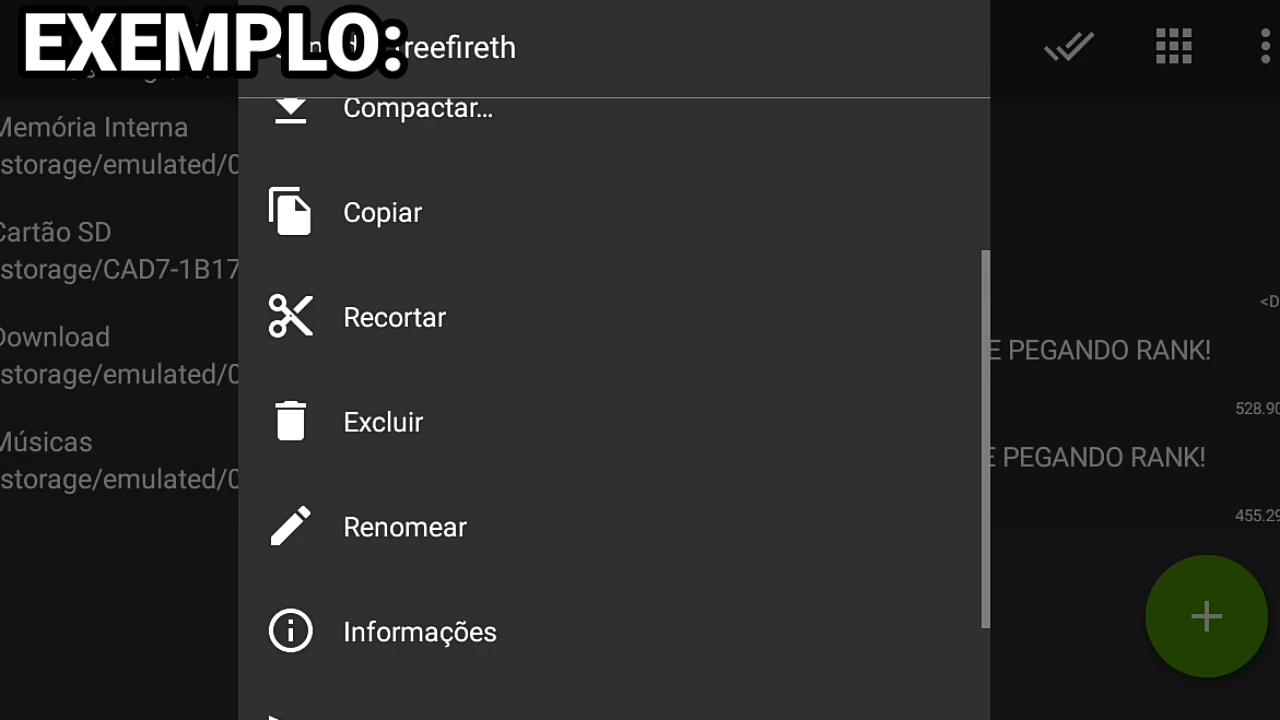 EXEMPLO:
reefireth
Compactar...
Memória Interna
storage/emulated/0
Copiar
Cartão SD
storage/CAD7-1B17
Recortar
<D
Download
E PEGANDO RANK!
storage/emulated/0
Excluir
528.90
Músicas
E PEGANDO RANK!
storage/emulated/0
Renomear
455.29
Informações